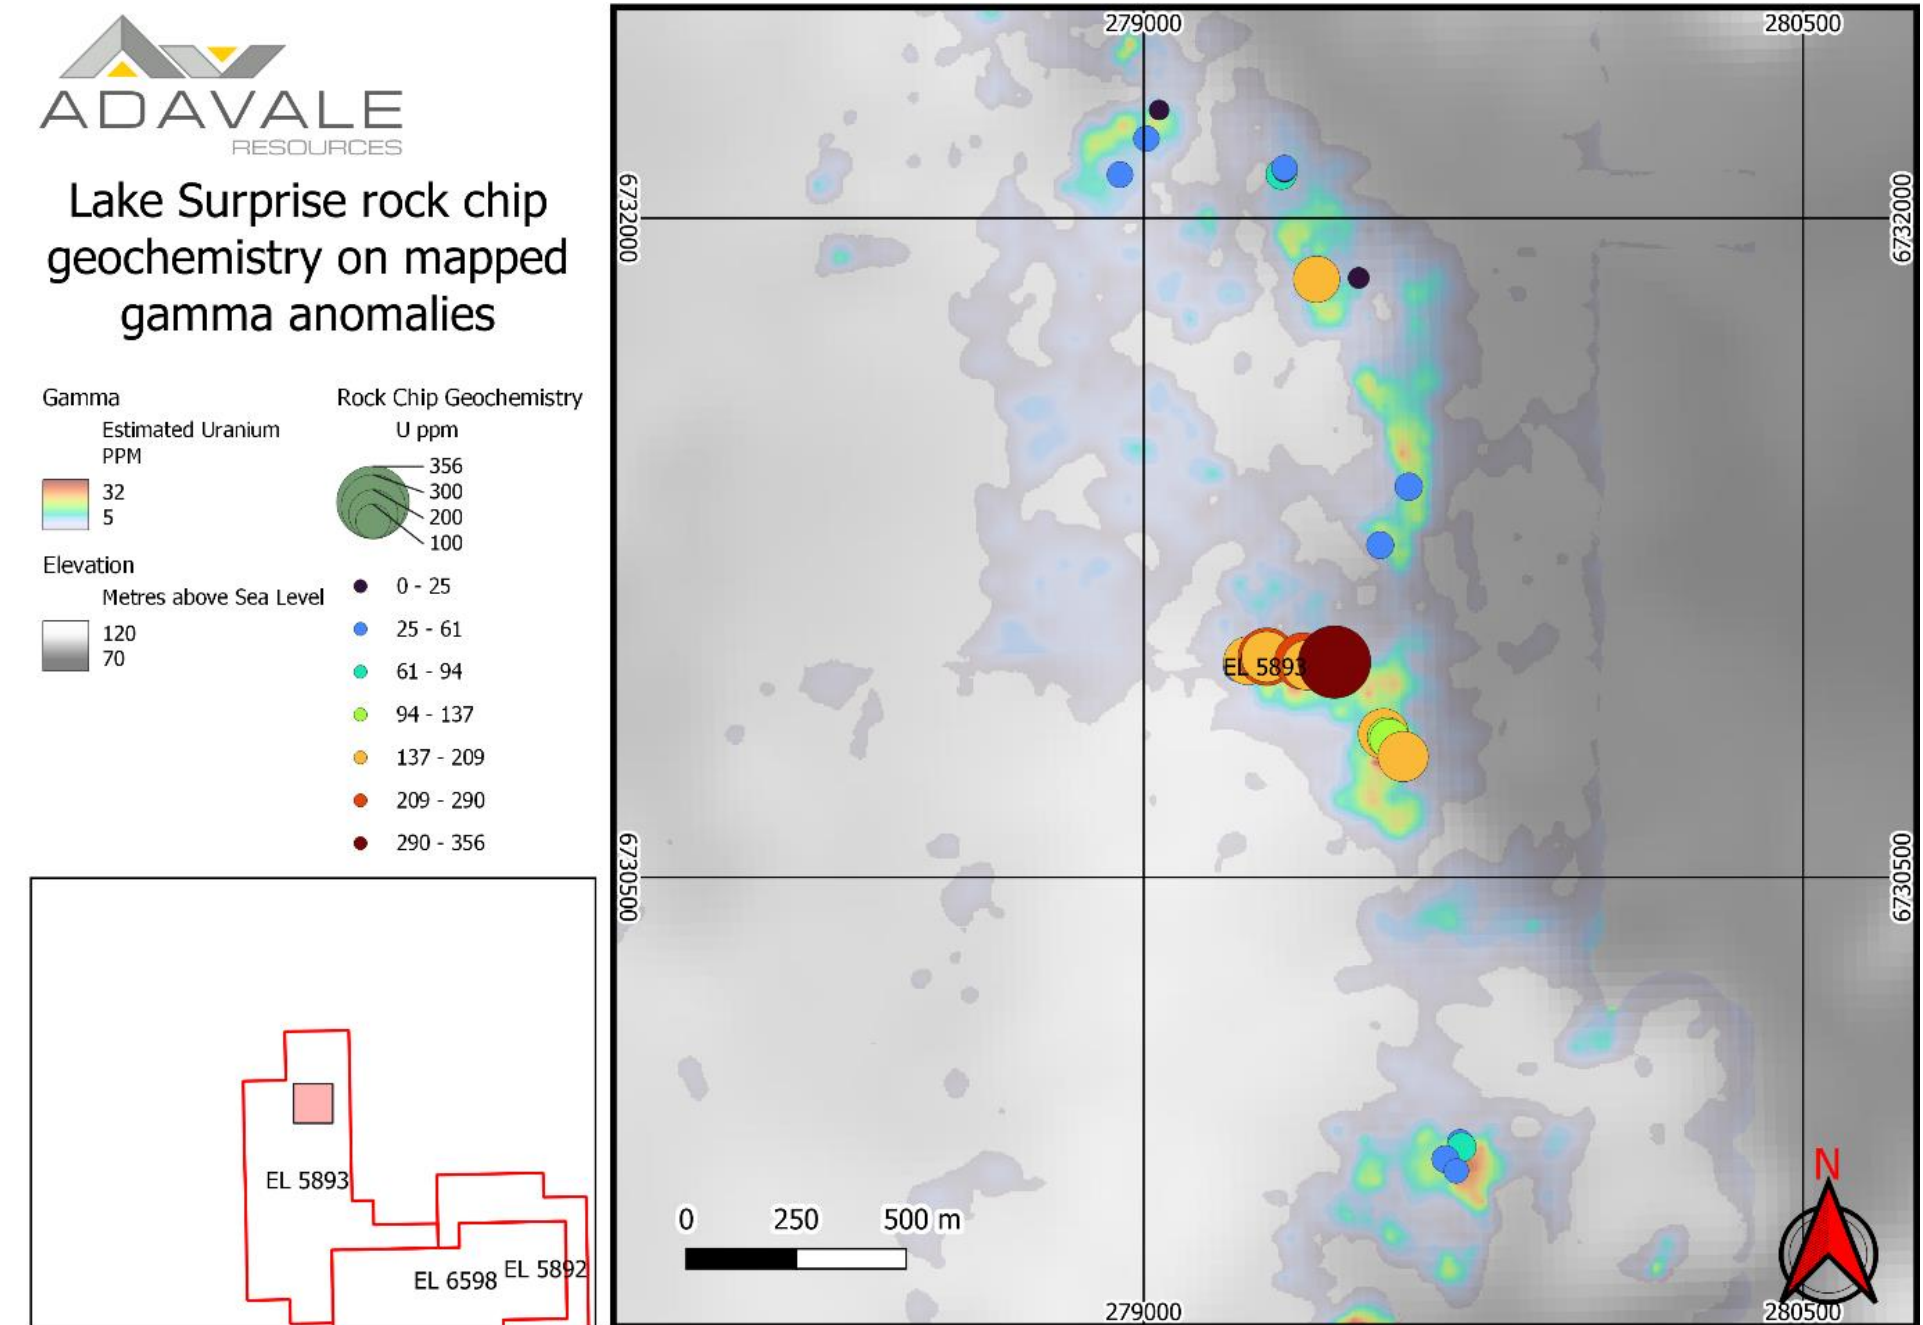 ADAVALE
RESOURCES
Lake Surprise rock chip
geochemistry on mapped
gamma anomalies
Gamma
Estimated Uranium
PPM
32
5
Elevation
Metres above Sea Level
120
70
Rock Chip Geochemistry
U ppm
356
300
200
100
0 - 25
25 - 61
61 - 94
94 - 137
137 - 209
209 - 290
290 - 356
EL 5893
EL 6598
EL 5892
279000
280500
6732000
6732000
EL 5893
6730500
6730500
0 250 500 m
N
279000
280500